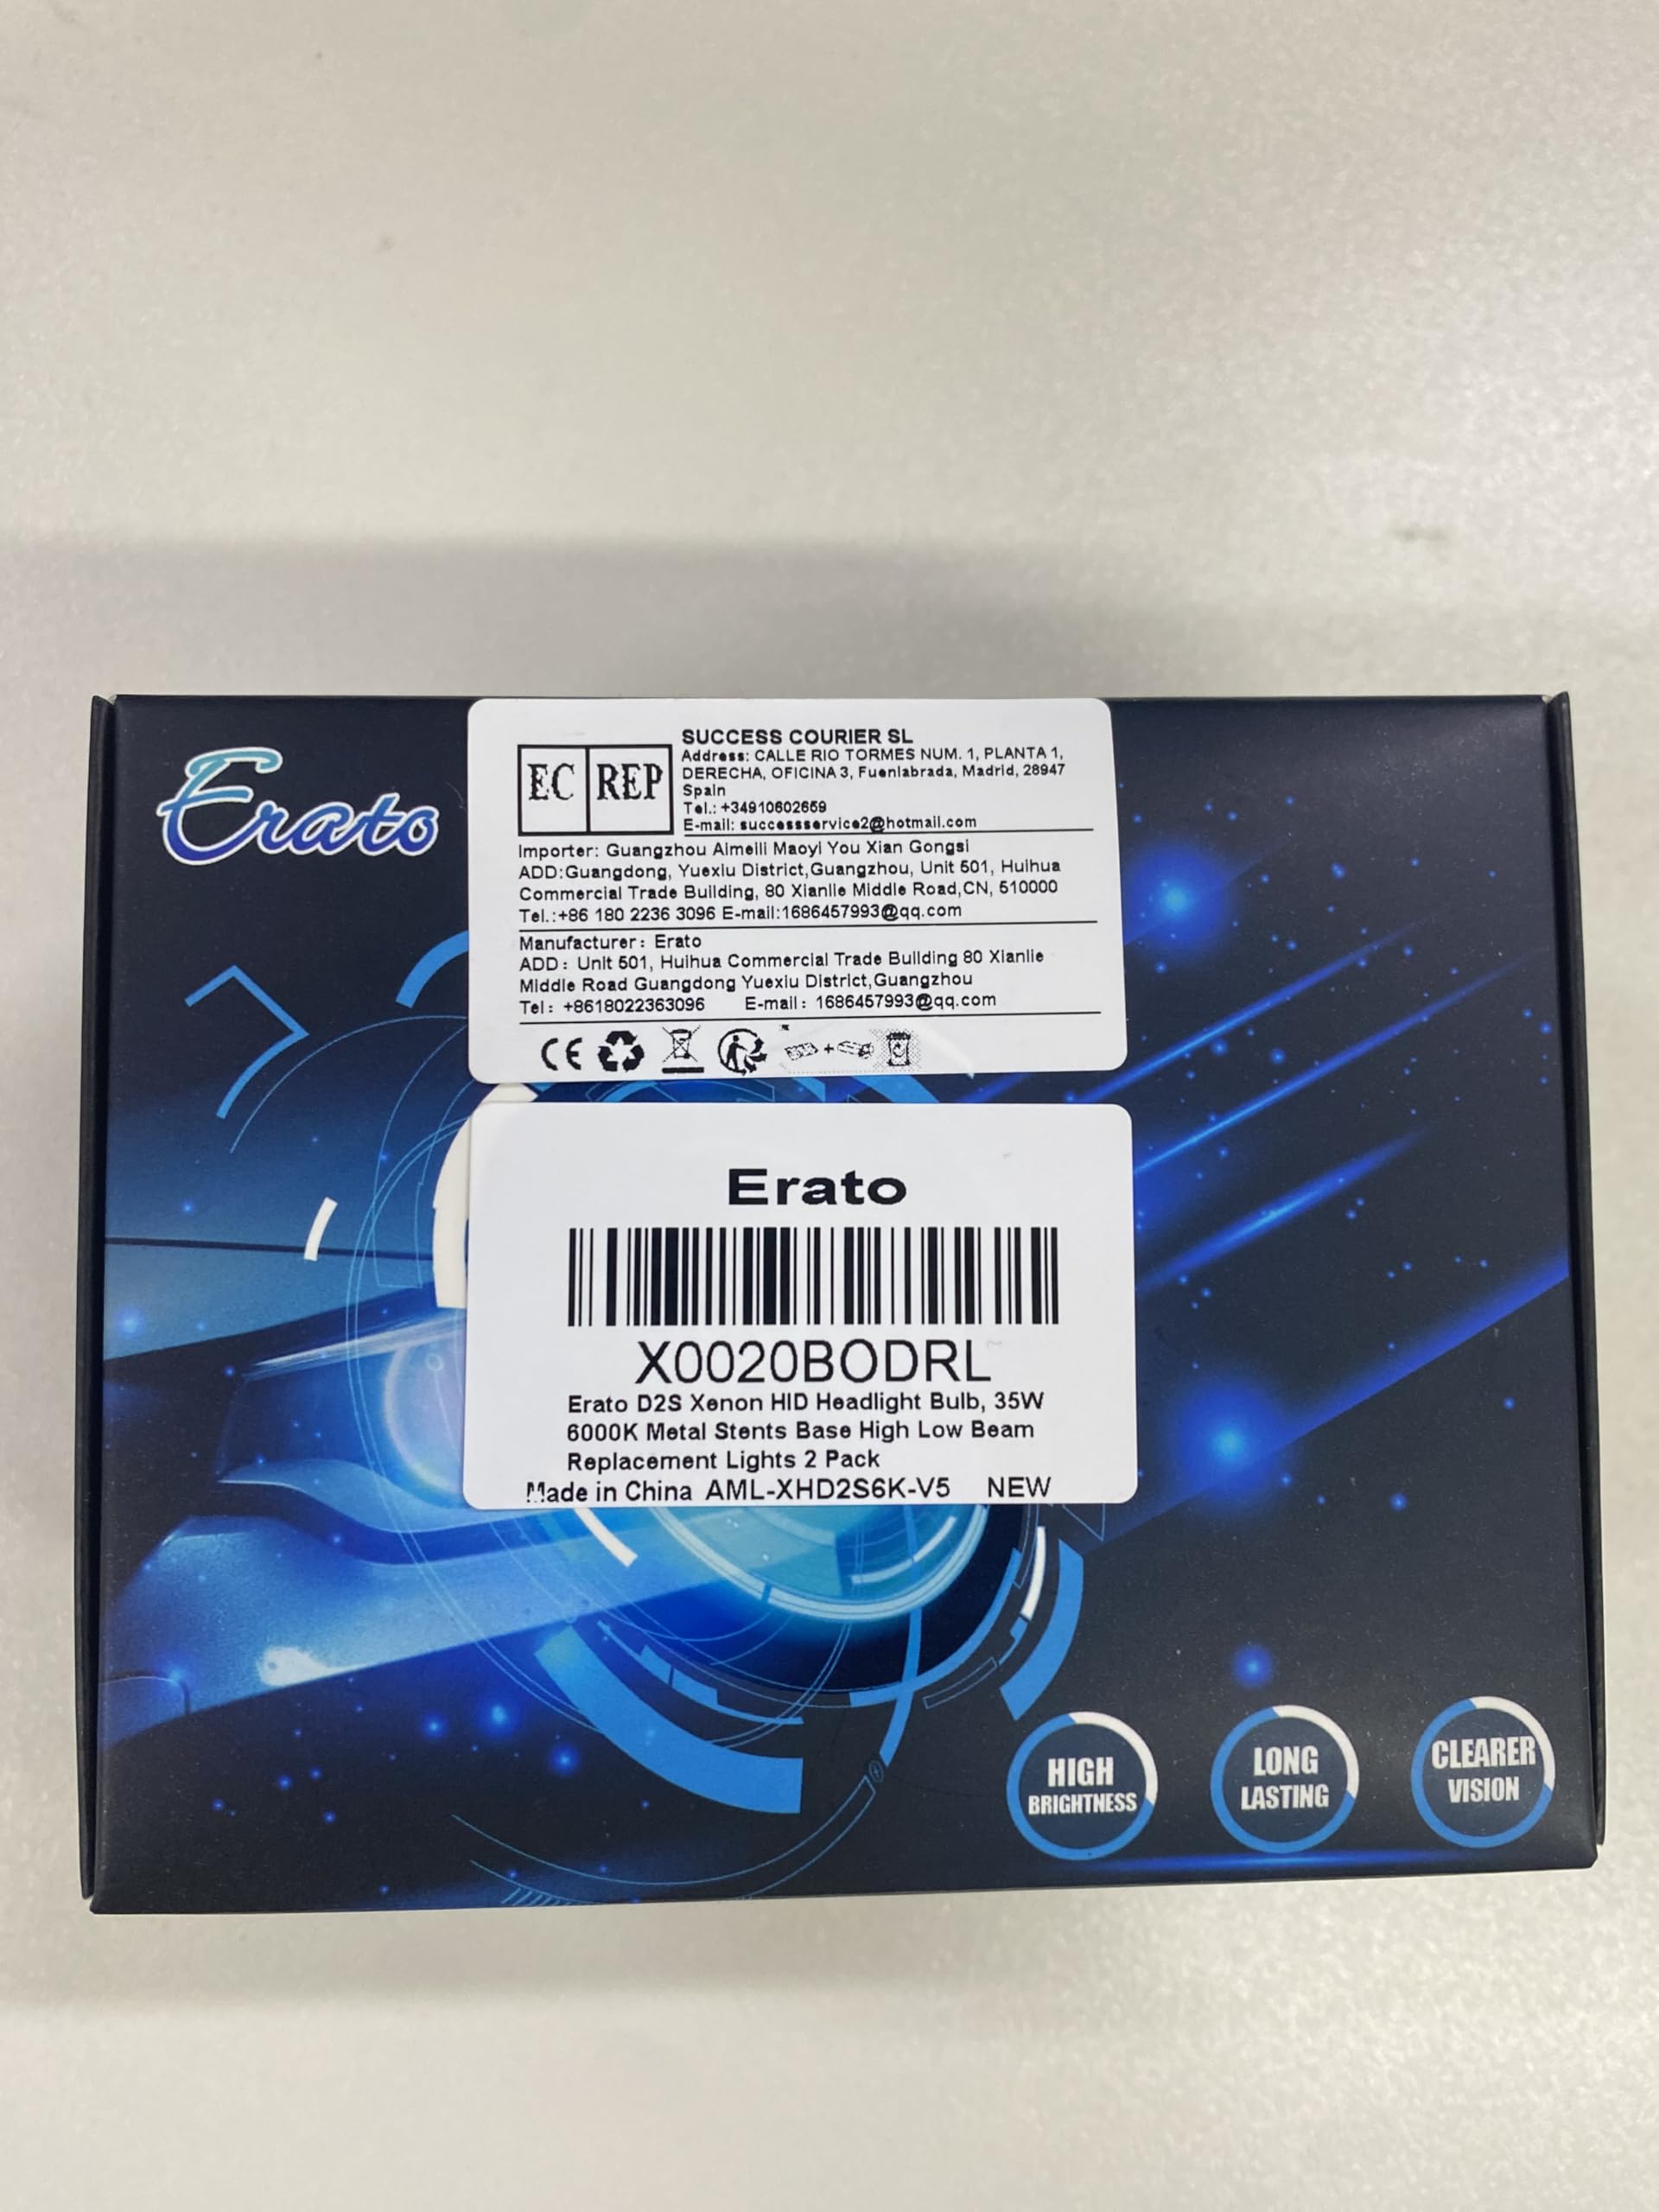 Erato
EC REP
SUCCESS COURIER SL
Address: CALLE RIO TORMES NUM. 1, PLANTA 1,
DERECHA, OFICINA 3, Fuenlabrada, Madrid, 28947
Spain
Tel.: +34910602659
E-mail: successservice2@hotmail.com
Importer: Guangzhou Aimeili Maoyi You Xian Gongsi
ADD:Guangdong, Yuexiu District,Guangzhou, Unit 501, Huihua
Commercial Trade Building, 80 Xianlie Middle Road,CN, 510000
Tel.:+86 180 2236 3096 E-mail:1686457993@qq.com
Manufacturer: Erato
ADD: Unit 501, Huihua Commercial Trade Building 80 Xianlie
Middle Road Guangdong Yuexiu District,Guangzhou
Tel: +8618022363096 E-mail: 1686457993@qq.com
CE
Erato
X0020BODRL
Erato D2S Xenon HID Headlight Bulb, 35W
6000K Metal Stents Base High Low Beam
Replacement Lights 2 Pack
Made in China AML-XHD2S6K-V5 NEW
HIGH
BRIGHTNESS
LONG
LASTING
CLEARER
VISION